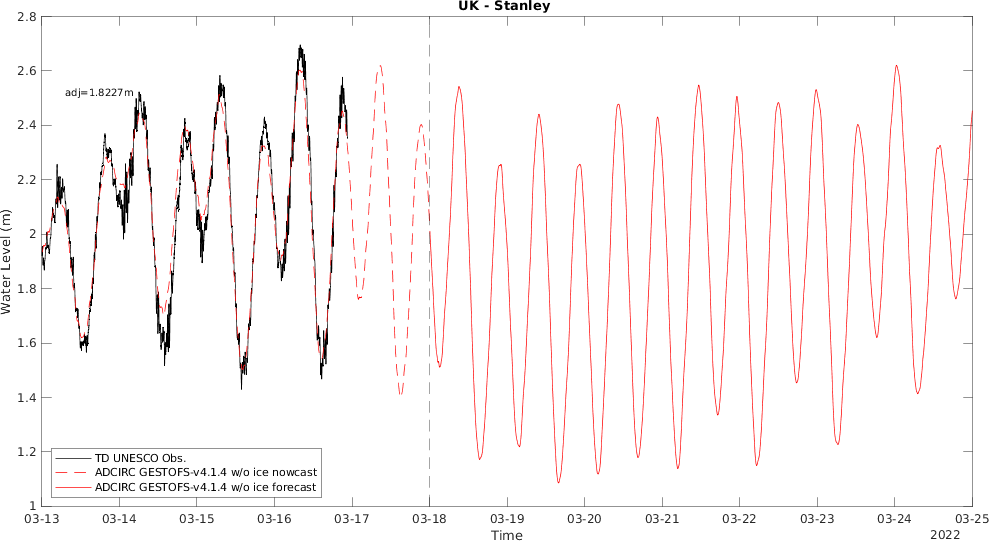 UK - Stanley
2.8
2.6
2.4
2.2
2
1.8
1.6
1.4
1.2
1
Water Level (m)
adj=1.8227m
TD UNESCO Obs.
ADCIRC GESTOFS-v4.1.4 w/o ice nowcast
ADCIRC GESTOFS-v4.1.4 w/o ice forecast
03-13 03-14 03-15 03-16 03-17 03-18 03-19 03-20 03-21 03-22 03-23 03-24 03-25
Time
2022